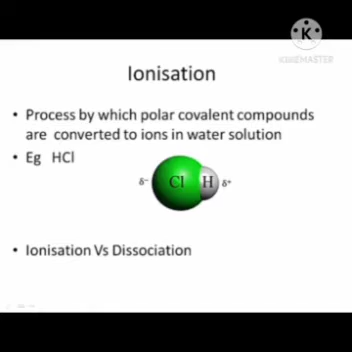 K
KINEMASTER
Ionisation
• Process by which polar covalent compounds
are converted to ions in water solution
• Eg HCl
δ⁻ Cl H δ⁺
• Ionisation Vs Dissociation